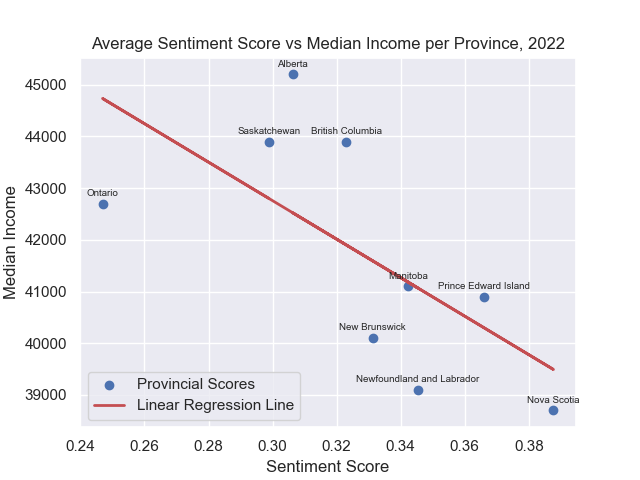 Average Sentiment Score vs Median Income per Province, 2022
Median Income
45000
44000
43000
42000
41000
40000
39000
Alberta
Saskatchewan
British Columbia
Ontario
Manitoba
Prince Edward Island
New Brunswick
Newfoundland and Labrador
Nova Scotia
Provincial Scores
Linear Regression Line
0.24 0.26 0.28 0.30 0.32 0.34 0.36 0.38
Sentiment Score